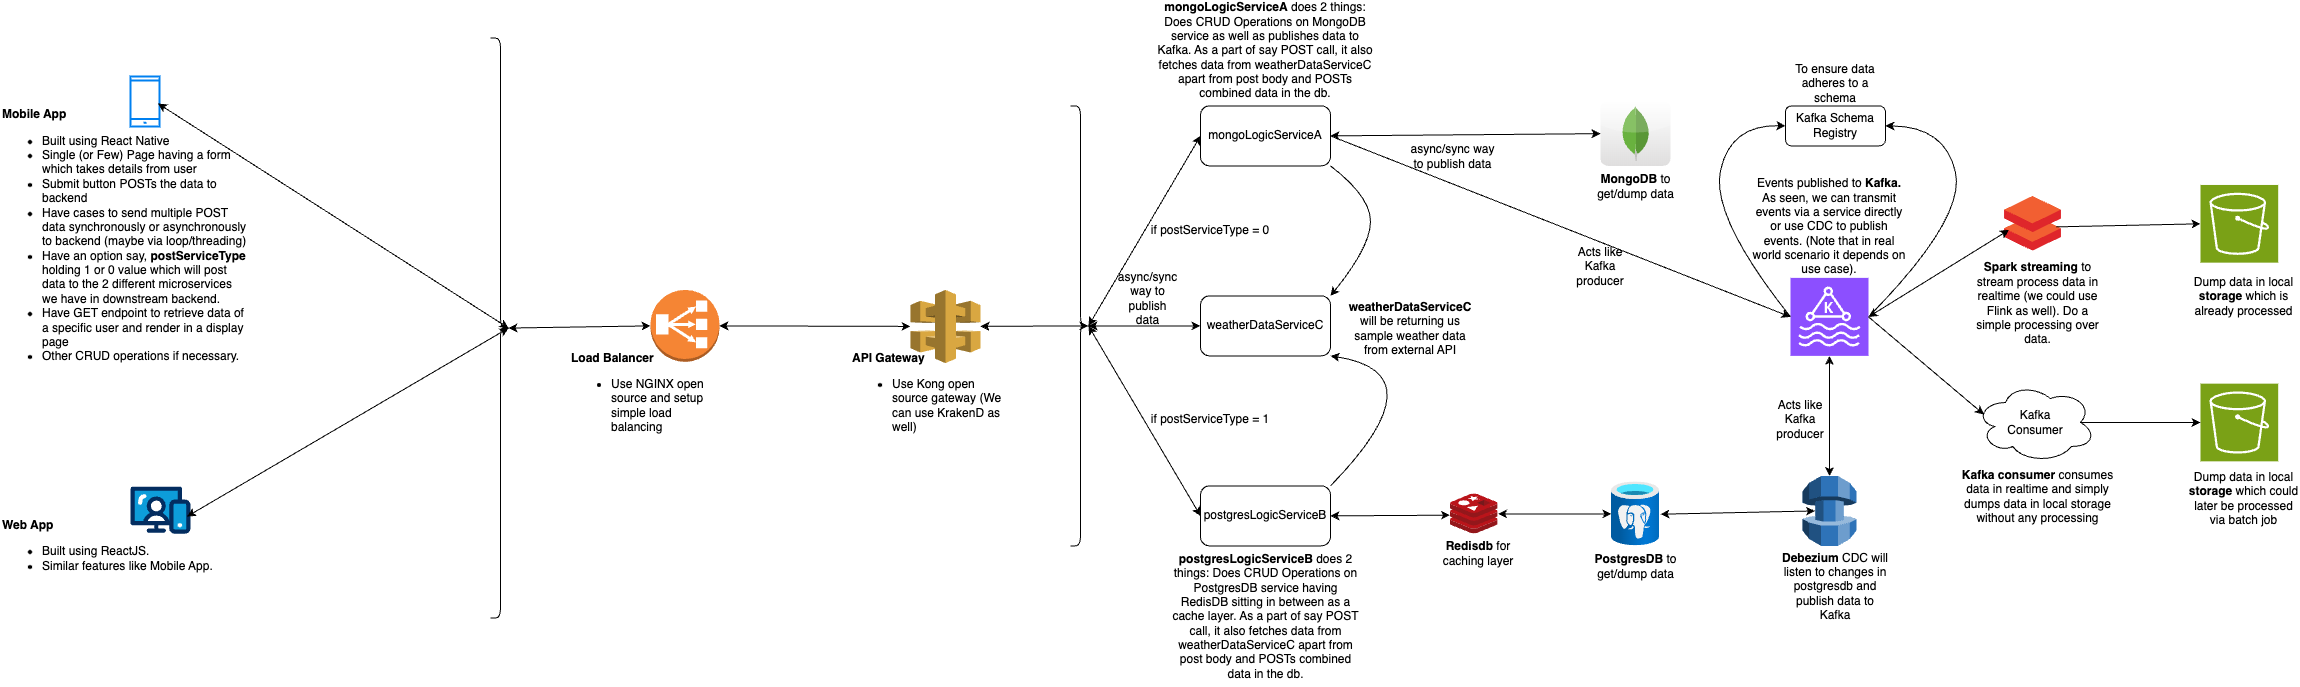 Mobile App
• Built using React Native
• Single (or Few) Page having a form
which takes details from user
• Submit button POSTs the data to
backend
• Have cases to send multiple POST
data synchronously or asynchronously
to backend (maybe via loop/threading)
• Have an option say, postServiceType
holding 1 or 0 value which will post
data to the 2 different microservices
we have in downstream backend.
• Have GET endpoint to retrieve data of
a specific user and render in a display
page
• Other CRUD operations if necessary.
Web App
• Built using ReactJS.
• Similar features like Mobile App.
Load Balancer
• Use NGINX open
source and setup
simple load
balancing
API Gateway
• Use Kong open
source gateway (We
can use KrakenD as
well)
mongoLogicServiceA does 2 things:
Does CRUD Operations on MongoDB
service as well as publishes data to
Kafka. As a part of say POST call, it also
fetches data from weatherDataServiceC
apart from post body and POSTs
combined data in the db.
mongoLogicServiceA
if postServiceType = 0
async/sync
way to
publish
data
weatherDataServiceC
weatherDataServiceC
will be returning us
sample weather data
from external API
if postServiceType = 1
postgresLogicServiceB
postgresLogicServiceB does 2
things: Does CRUD Operations on
PostgresDB service having
RedisDB sitting in between as a
cache layer. As a part of say POST
call, it also fetches data from
weatherDataServiceC apart from
post body and POSTs combined
data in the db.
async/sync way
to publish data
MongoDB to
get/dump data
Acts like
Kafka
producer
Redisdb for
caching layer
PostgresDB to
get/dump data
To ensure data
adheres to a
schema
Kafka Schema
Registry
Events published to Kafka.
As seen, we can transmit
events via a service directly
or use CDC to publish
events. (Note that in real
world scenario it depends on
use case).
K
Acts like
Kafka
producer
Debezium CDC will
listen to changes in
postgresdb and
publish data to
Kafka
Spark streaming to
stream process data in
realtime (we could use
Flink as well). Do a
simple processing over
data.
Dump data in local
storage which is
already processed
Kafka
Consumer
Kafka consumer consumes
data in realtime and simply
dumps data in local storage
without any processing
Dump data in local
storage which could
later be processed
via batch job